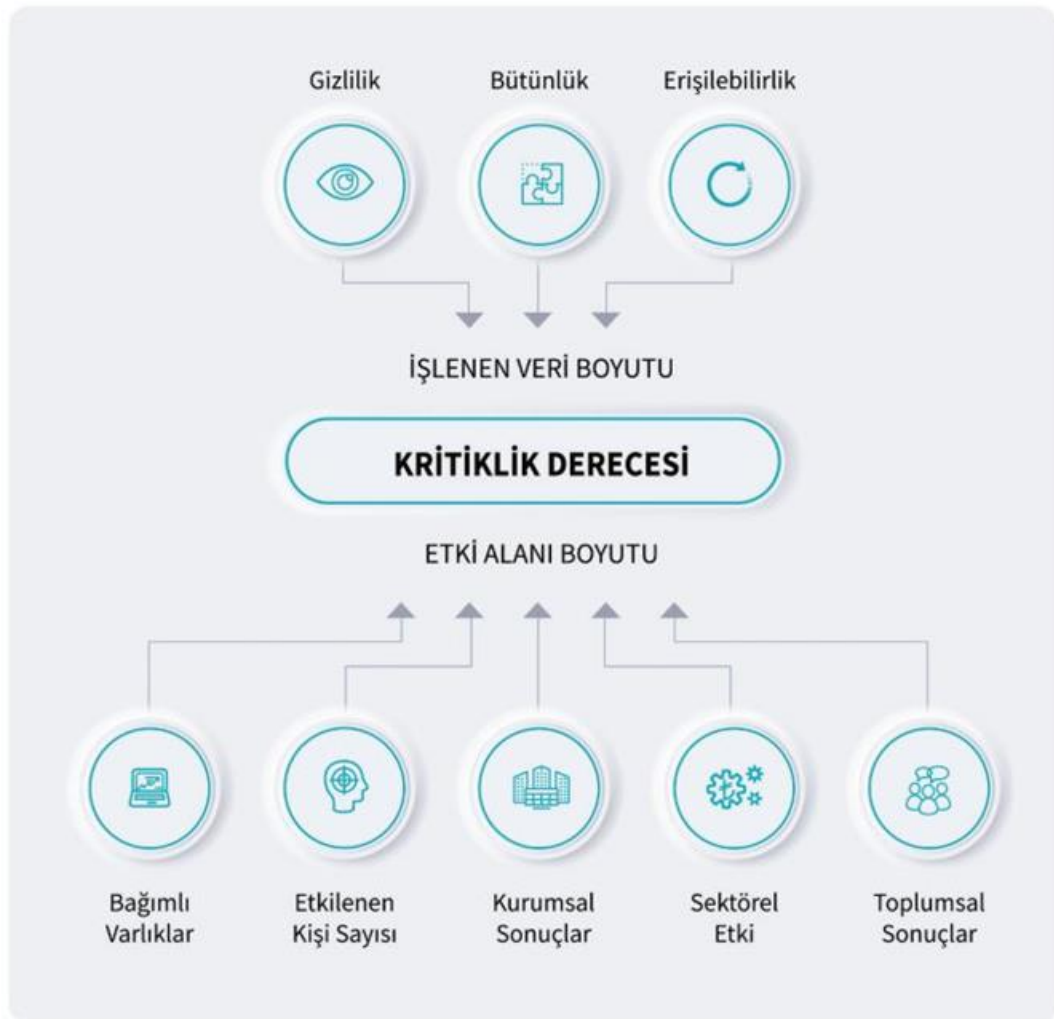 Gizlilik
Bütünlük
Erişilebilirlik
İŞLENEN VERİ BOYUTU
KRİTİKLİK DERECESİ
ETKİ ALANI BOYUTU
Bağımlı
Varlıklar
Etkilenen
Kişi Sayısı
Kurumsal
Sonuçlar
Sektörel
Etki
Toplumsal
Sonuçlar